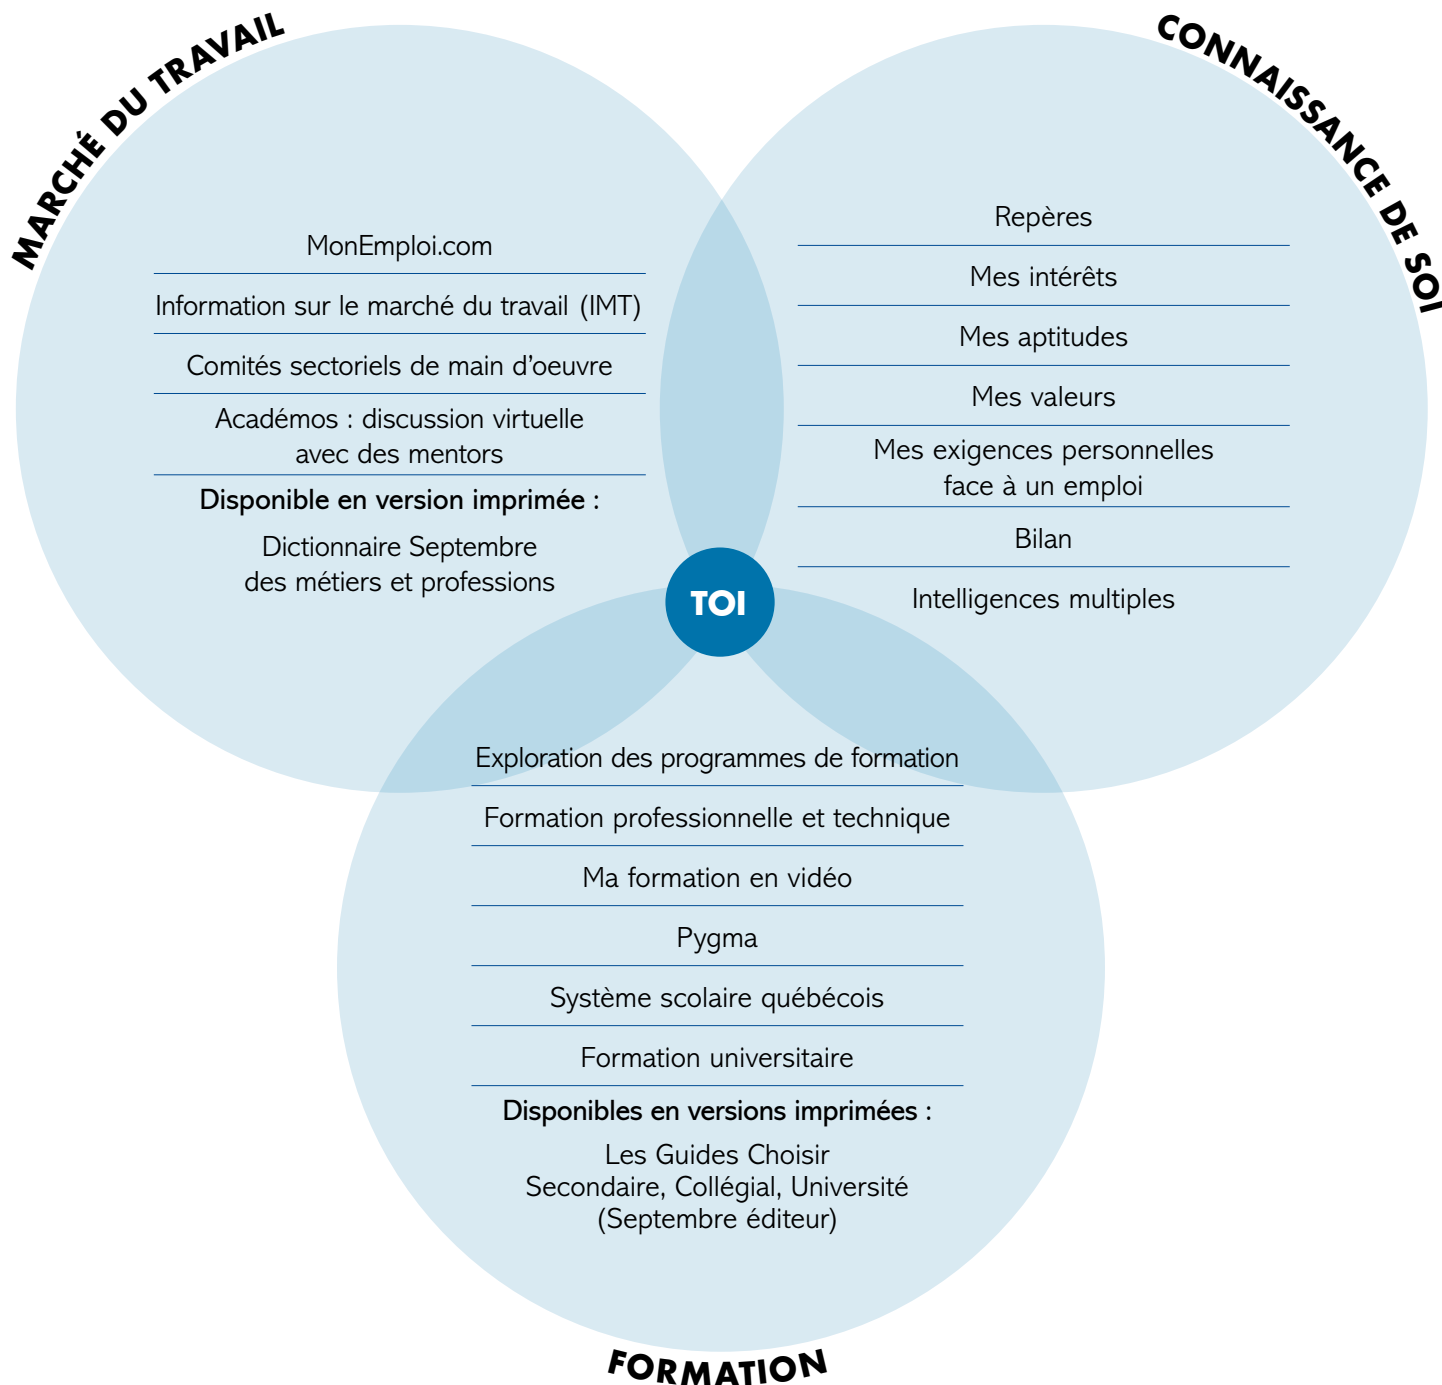 MARCHÉ DU TRAVAIL
MonEmploi.com
Information sur le marché du travail (IMT)
Comités sectoriels de main d’oeuvre
Académos : discussion virtuelle
avec des mentors
Disponible en version imprimée :
Dictionnaire Septembre
des métiers et professions
CONNAISSANCE DE SOI
Repères
Mes intérêts
Mes aptitudes
Mes valeurs
Mes exigences personnelles
face à un emploi
Bilan
Intelligences multiples
TOI
Exploration des programmes de formation
Formation professionnelle et technique
Ma formation en vidéo
Pygma
Système scolaire québécois
Formation universitaire
Disponibles en versions imprimées :
Les Guides Choisir
Secondaire, Collégial, Université
(Septembre éditeur)
FORMATION